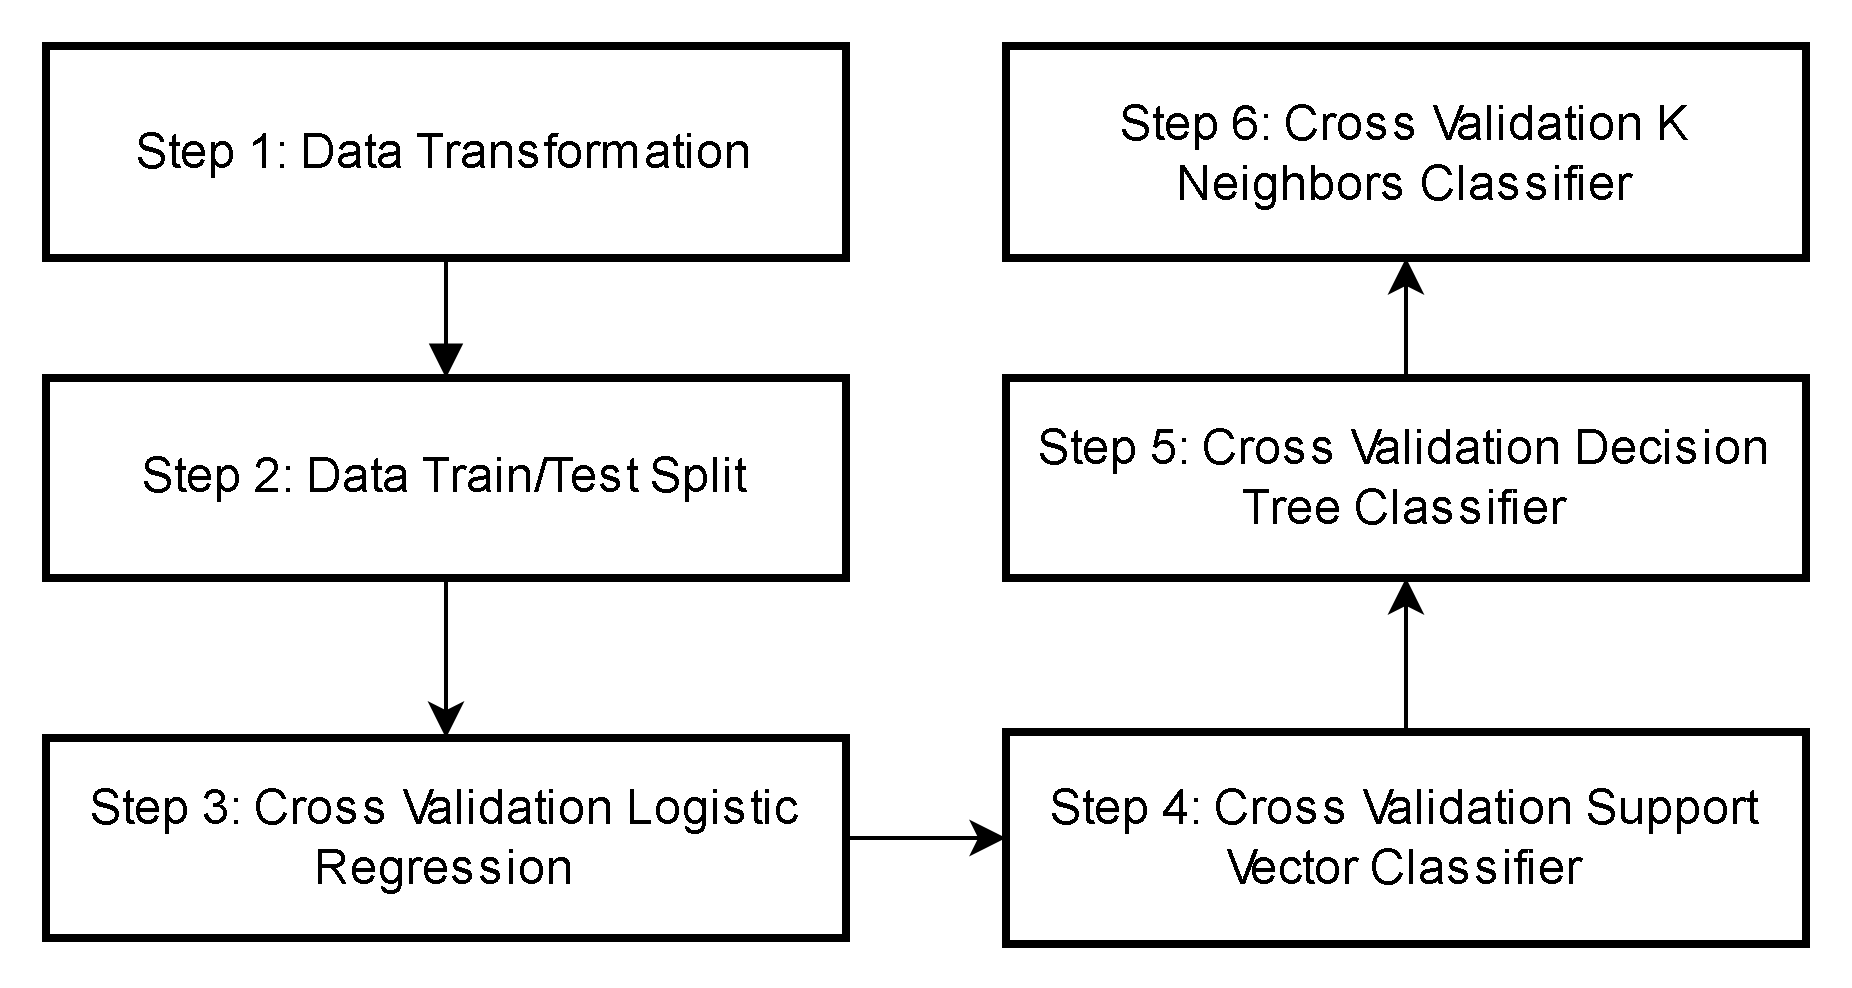 Step 1: Data Transformation
Step 2: Data Train/Test Split
Step 3: Cross Validation Logistic
Regression
Step 4: Cross Validation Support
Vector Classifier
Step 5: Cross Validation Decision
Tree Classifier
Step 6: Cross Validation K
Neighbors Classifier